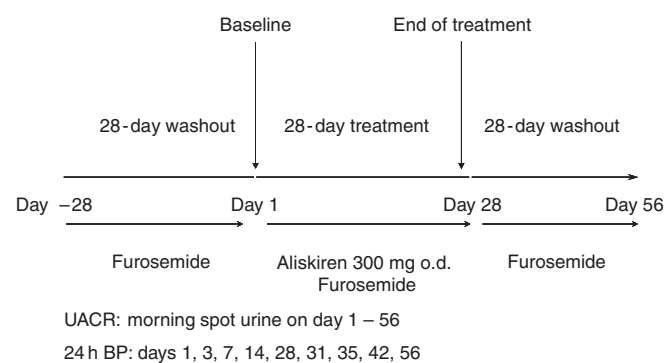 Baseline End of treatment
28-day washout 28-day treatment 28-day washout
Day −28 Day 1 Day 28 Day 56
Furosemide Aliskiren 300 mg o.d. Furosemide
Furosemide
UACR: morning spot urine on day 1 – 56
24 h BP: days 1, 3, 7, 14, 28, 31, 35, 42, 56